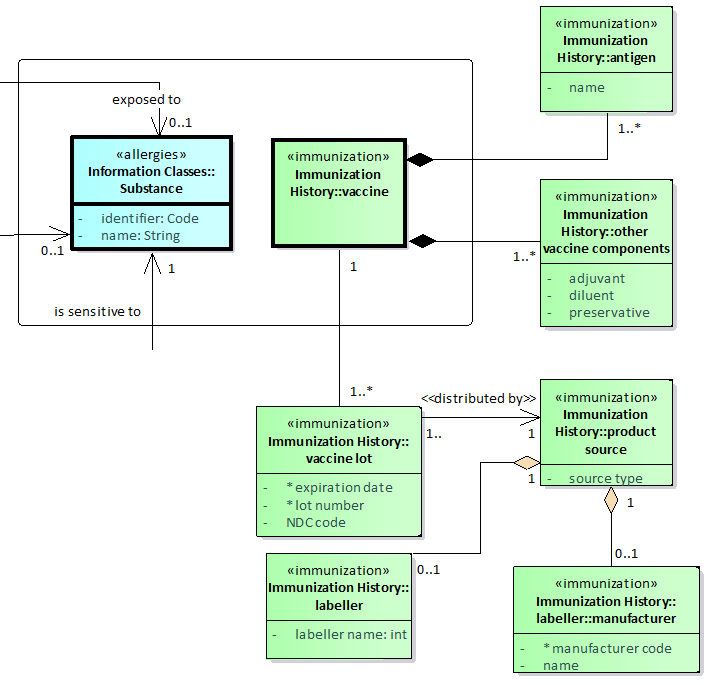 «immunization»
Immunization
History::antigen
- name
1..*
exposed to
0..1
«allergies»
Information Classes::
Substance
- identifier: Code
- name: String
0..1
1
is sensitive to
«immunization»
Immunization
History::vaccine
1
«immunization»
Immunization
History::other
vaccine components
- adjuvant
- diluent
- preservative
1..*
1..*
<<distributed by>>
1..
1
«immunization»
Immunization History::
vaccine lot
- * expiration date
- * lot number
- NDC code
«immunization»
Immunization
History::product
source
- source type
1
1
0..1
0..1
«immunization»
Immunization History::
labeller
- labeller name: int
«immunization»
Immunization History::
labeller::manufacturer
- * manufacturer code
- name